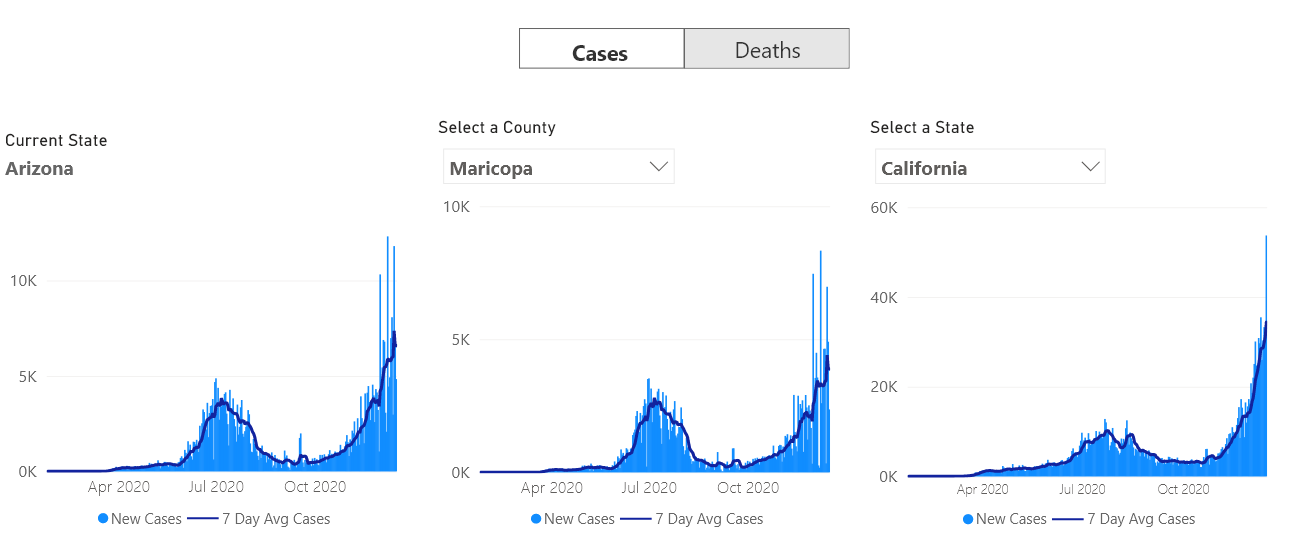 Cases Deaths
Current State
Arizona
10K
5K
0K
Apr 2020 Jul 2020 Oct 2020
New Cases 7 Day Avg Cases
Select a County
Maricopa
10K
5K
0K
Apr 2020 Jul 2020 Oct 2020
New Cases 7 Day Avg Cases
Select a State
California
60K
40K
20K
0K
Apr 2020 Jul 2020 Oct 2020
New Cases 7 Day Avg Cases